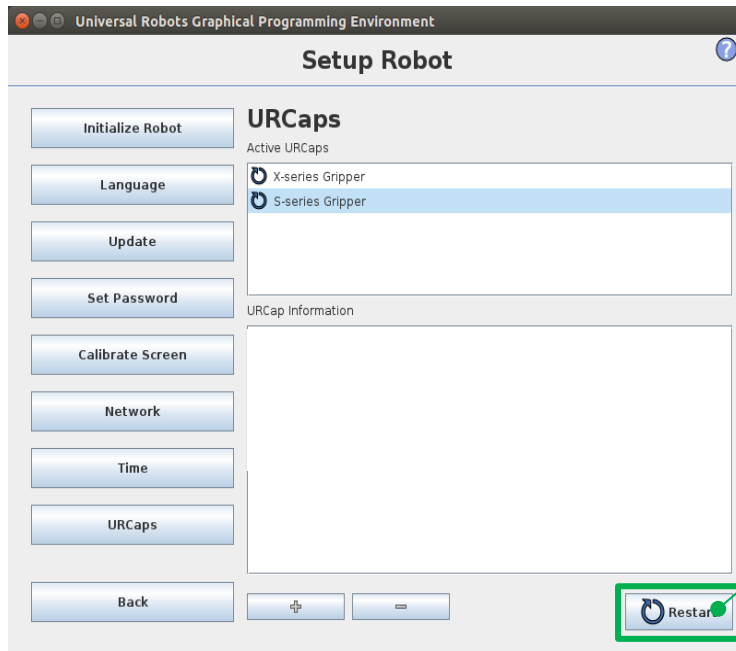 Universal Robots Graphical Programming Environment
Setup Robot
?
Initialize Robot
Language
Update
Set Password
Calibrate Screen
Network
Time
URCaps
Back
URCaps
Active URCaps
X-series Gripper
S-series Gripper
URCap Information
Restart